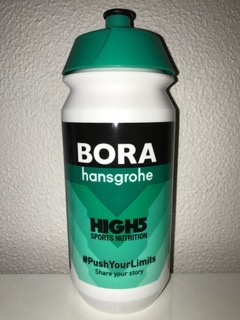 BORA
hansgrohe
HIGH5
SPORTS NUTRITION
#PushYourLimits
Share your story